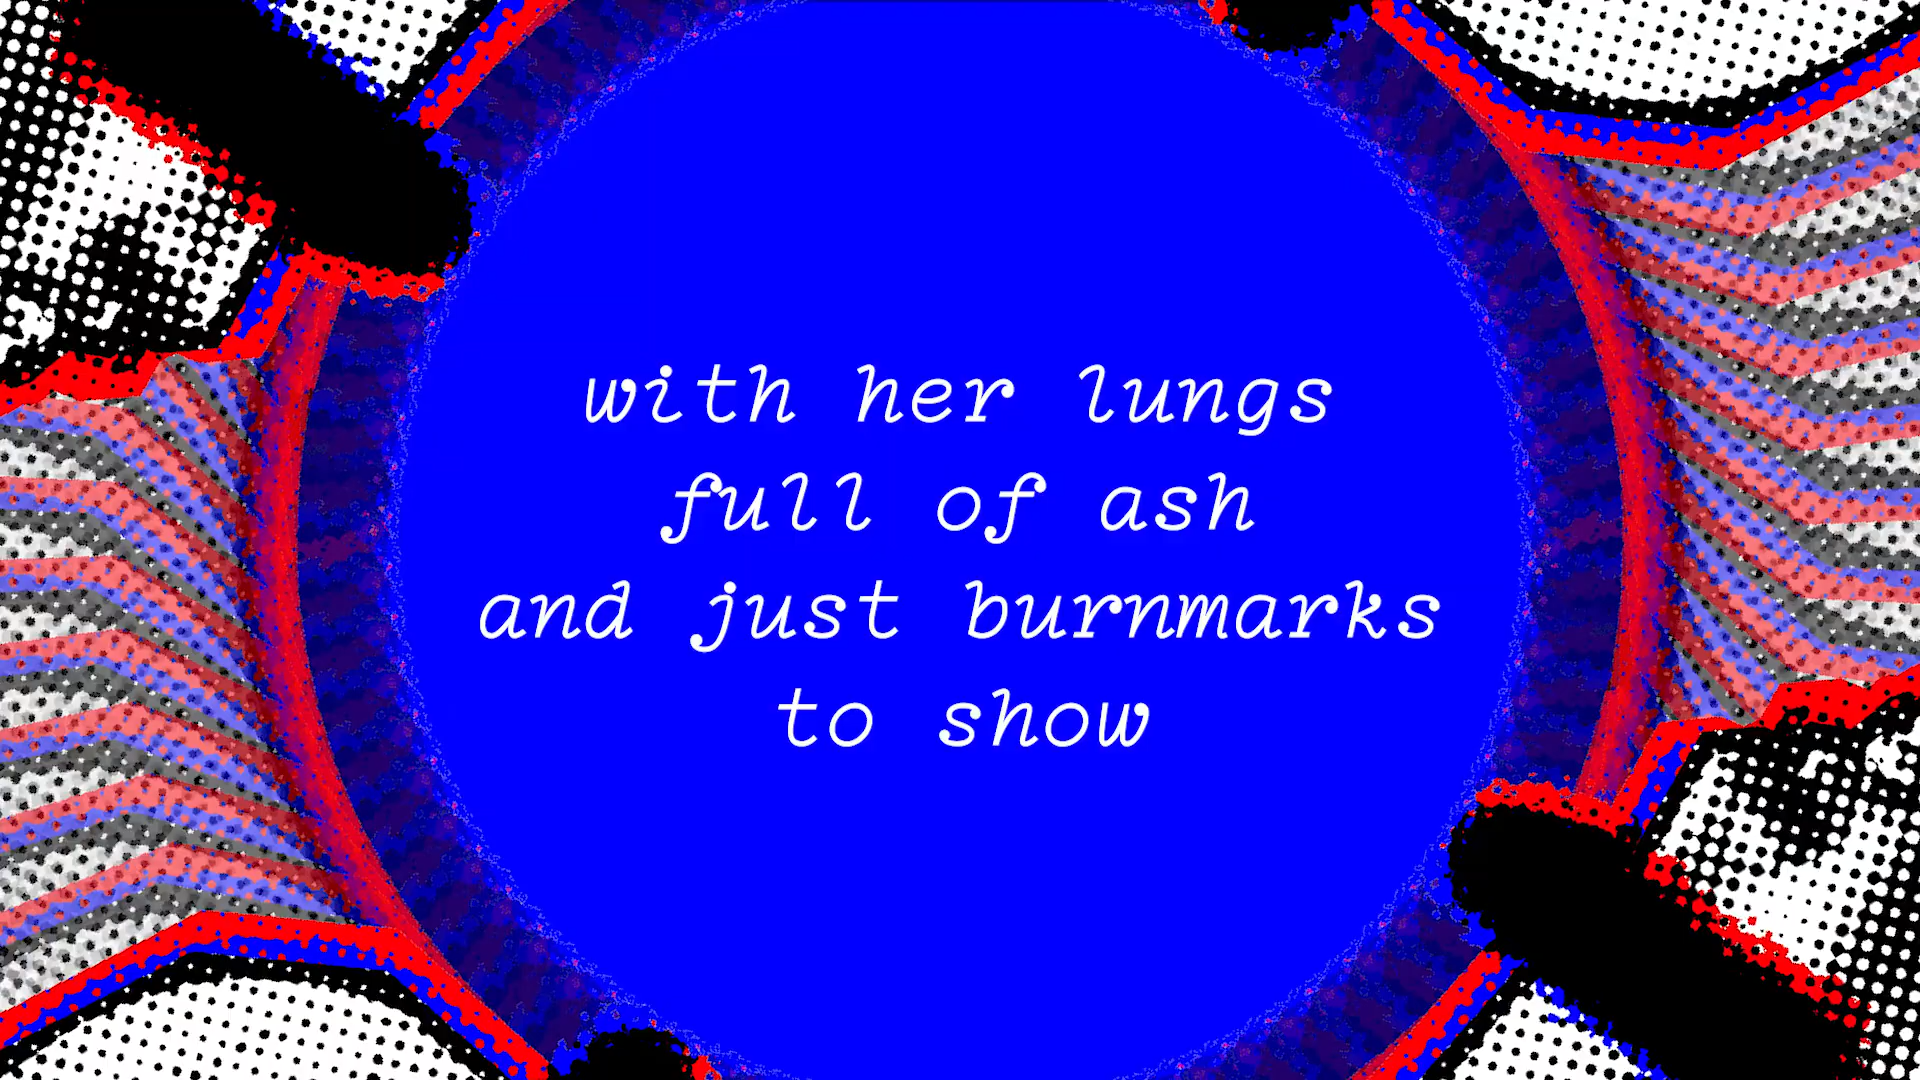 with her lungs
full of ash
and just burnmarks
to show